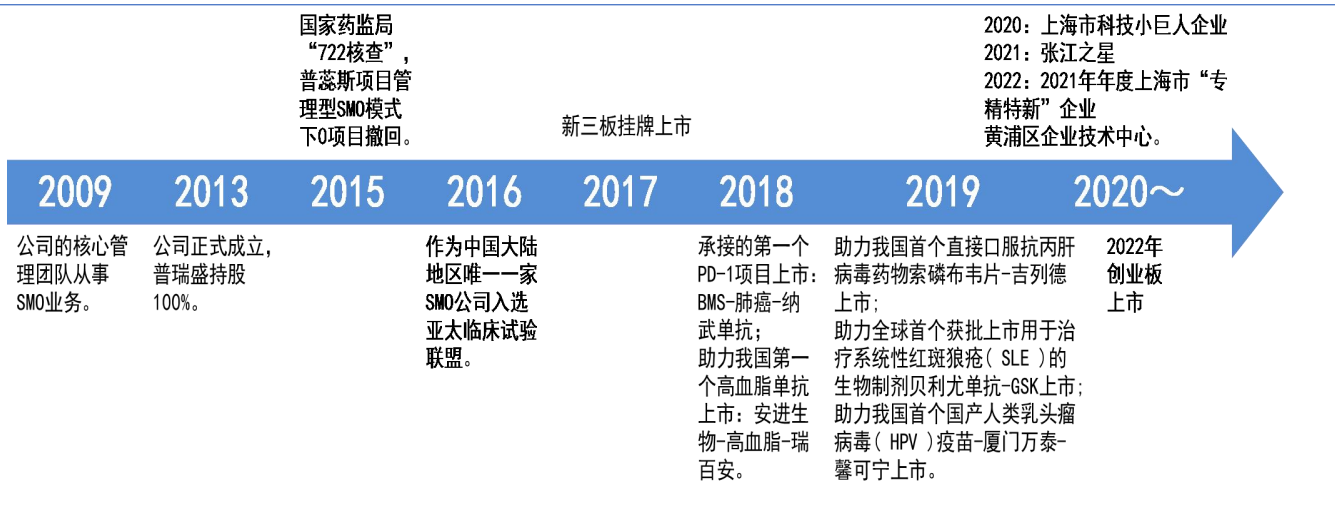 国家药监局
“722核查”，
普蕊斯项目管
理型SMO模式
下0项目撤回。
新三板挂牌上市
2020：上海市科技小巨人企业
2021：张江之星
2022：2021年年度上海市“专
精特新”企业
黄浦区企业技术中心。
2009
2013
2015
2016
2017
2018
2019
2020～
公司的核心管
理团队从事
SMO业务。
公司正式成立，
普瑞盛持股
100%。
作为中国大陆
地区唯一一家
SMO公司入选
亚太临床试验
联盟。
承接的第一个
PD-1项目上市：
BMS-肺癌-纳
武单抗；
助力我国第一
个高血脂单抗
上市：安进生
物-高血脂-瑞
百安。
助力我国首个直接口服抗丙肝
病毒药物索磷布韦片-吉列德
上市；
助力全球首个获批上市用于治
疗系统性红斑狼疮( SLE )的
生物制剂贝利尤单抗-GSK上市；
助力我国首个国产人类乳头瘤
病毒( HPV )疫苗-厦门万泰-
馨可宁上市。
2022年
创业板
上市